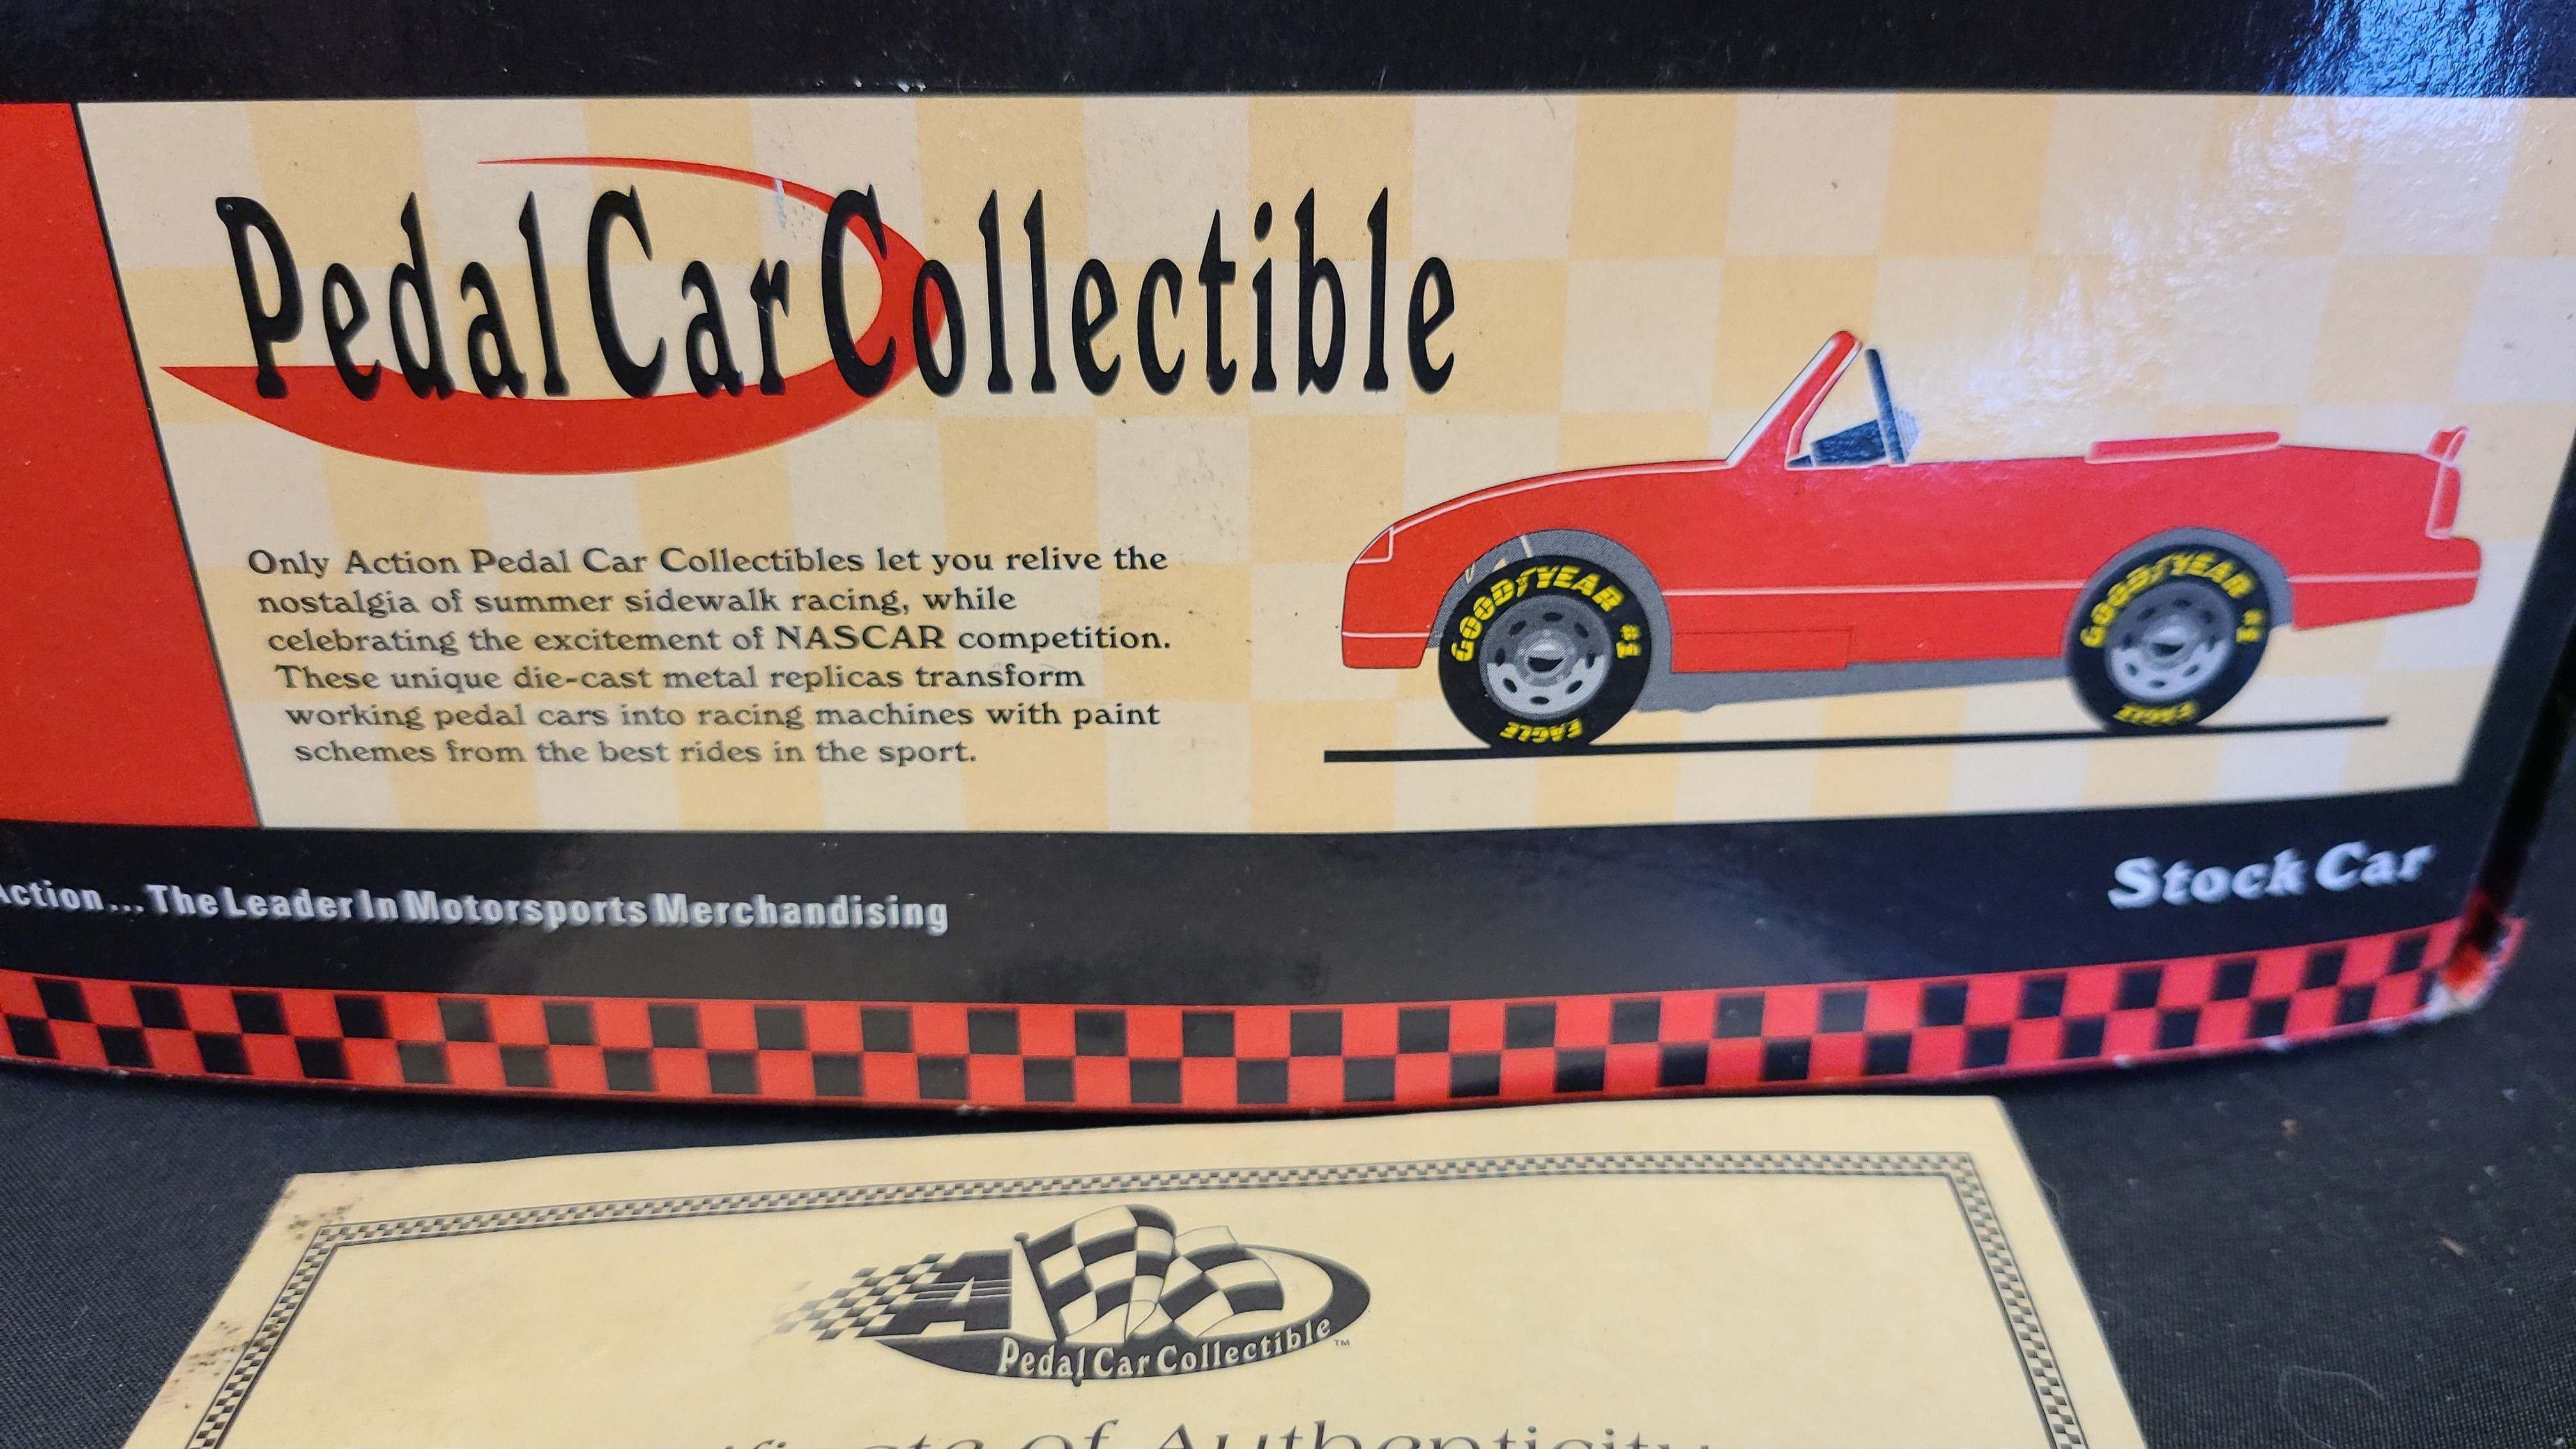 Pedal Car Collectible
Only Action Pedal Car Collectibles let you relive the
nostalgia of summer sidewalk racing, while
celebrating the excitement of NASCAR competition.
These unique die-cast metal replicas transform
working pedal cars into racing machines with paint
schemes from the best rides in the sport.
GOODYEAR #1
EAGLE
GOODYEAR #1
EAGLE
Action... The Leader In Motorsports Merchandising
Stock Car
A
Pedal Car Collectible™
of Authenticity